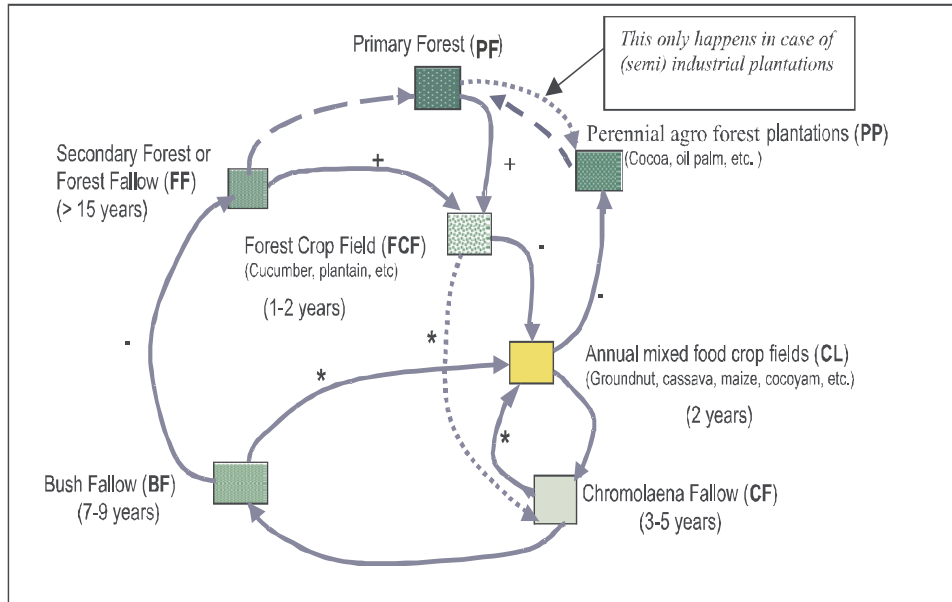 Primary Forest (PF)
This only happens in case of
(semi) industrial plantations
Perennial agro forest plantations (PP)
(Cocoa, oil palm, etc. )
Secondary Forest or
Forest Fallow (FF)
(> 15 years)
+
+
Forest Crop Field (FCF)
(Cucumber, plantain, etc)
(1-2 years)
-
-
-
*
*
*
Annual mixed food crop fields (CL)
(Groundnut, cassava, maize, cocoyam, etc.)
(2 years)
Bush Fallow (BF)
(7-9 years)
Chromolaena Fallow (CF)
(3-5 years)